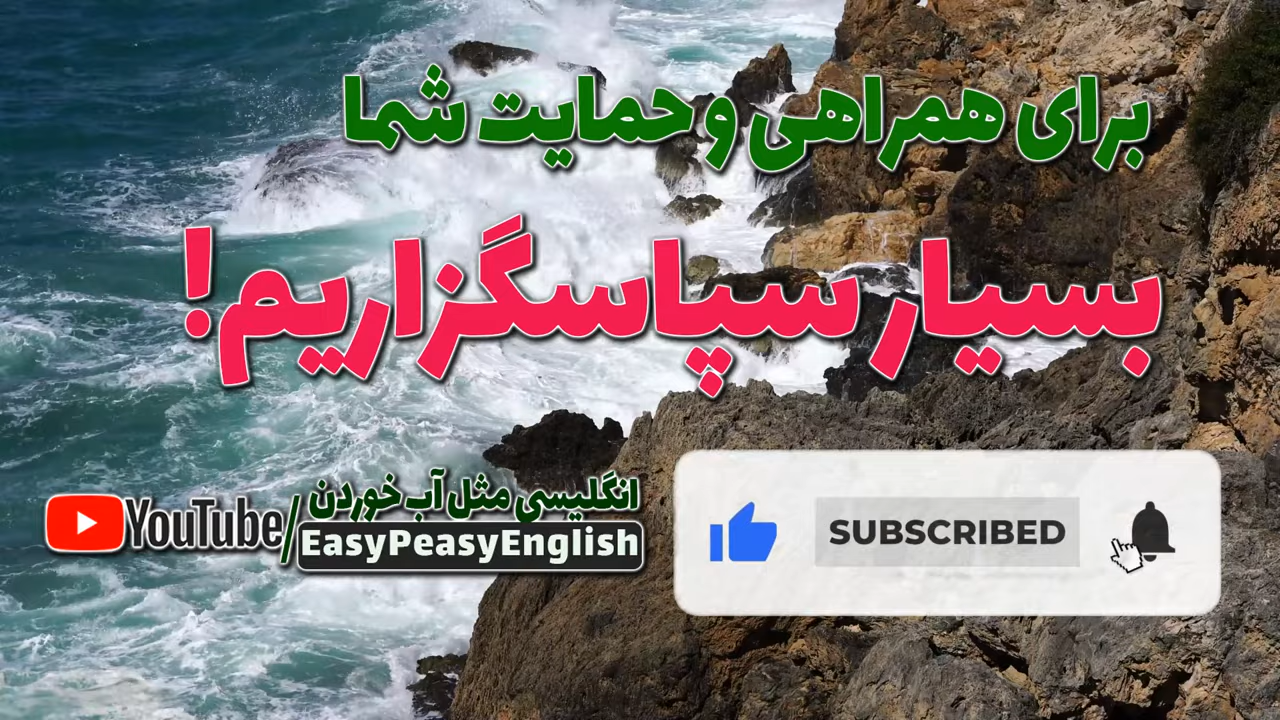 برای همراهی و حمایت شما
بسیار سپاسگزاریم!
YouTube/
انگلیسی مثل آب خوردن
EasyPeasyEnglish
SUBSCRIBED